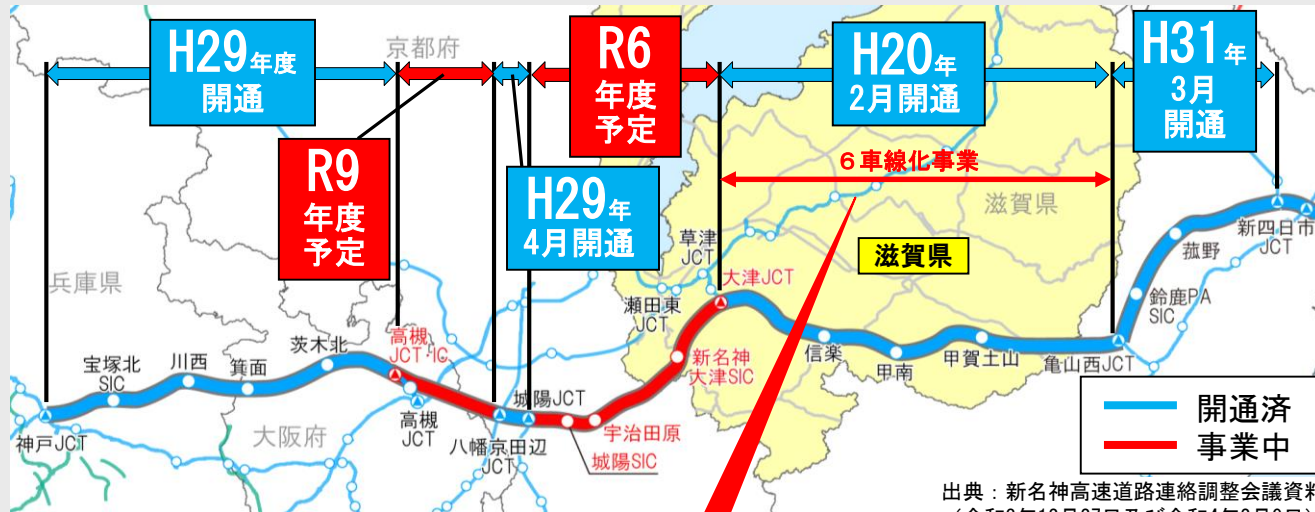 H29年度
開通
京都府
R6
年度
予定
H20年
2月開通
H31年
3月
開通
R9
年度
予定
H29年
4月開通
6車線化事業
滋賀県
滋賀県
兵庫県
大阪府
草津
JCT
大津JCT
瀬田東
JCT
新名神
大津SIC
信楽
甲南
甲賀土山
亀山西JCT
鈴鹿PA
SIC
菰野
新四日市
JCT
神戸JCT
宝塚北
SIC
川西
箕面
茨木北
高槻
JCT・IC
高槻
JCT
八幡京田辺
JCT
城陽JCT
城陽SIC
宇治田原
開通済
事業中
出典:新名神高速道路連絡調整会議資料